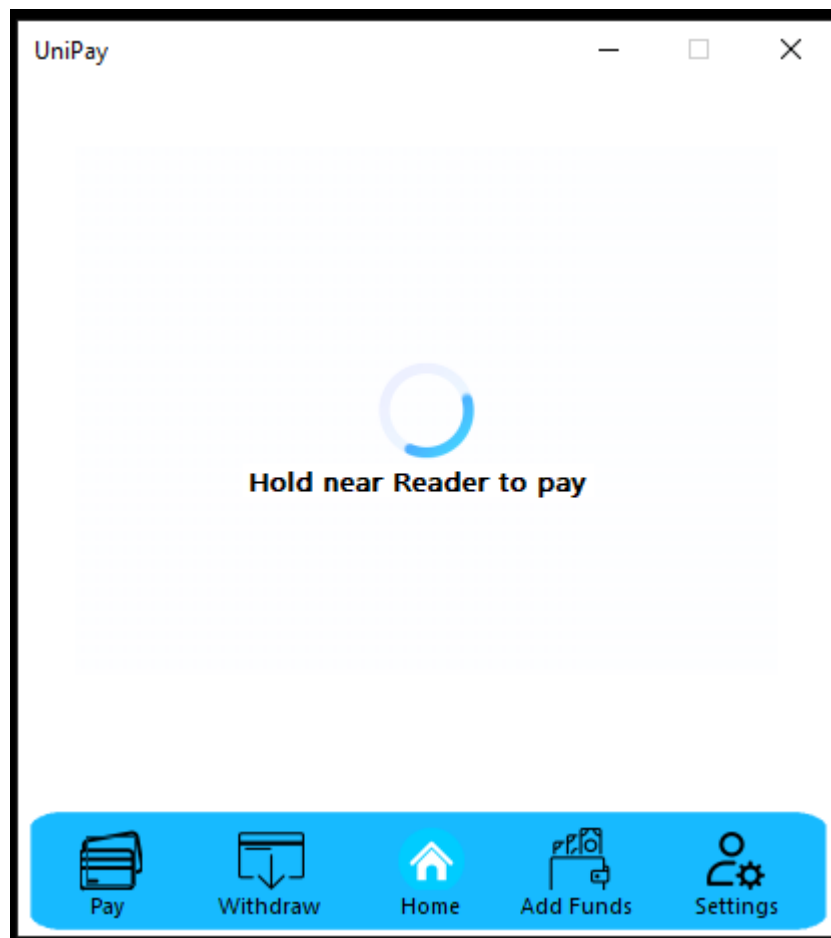 UniPay
Hold near Reader to pay
Pay
Withdraw
Home
Add Funds
Settings